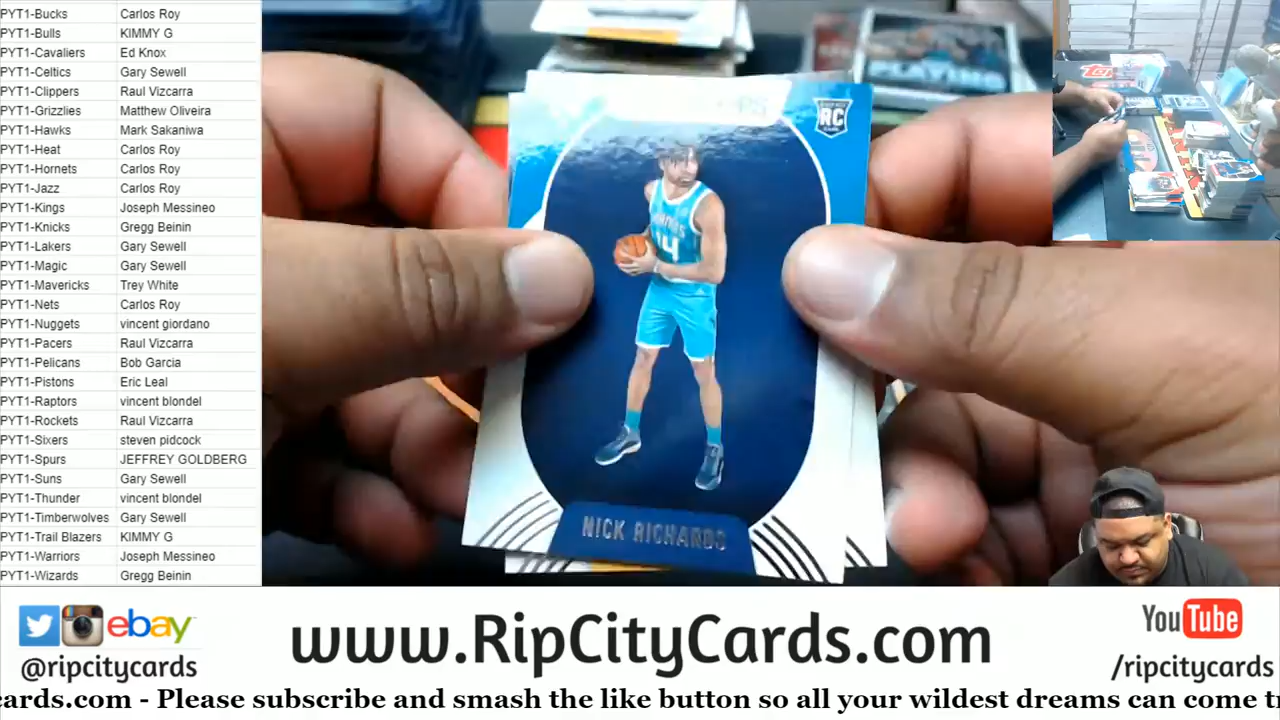 PYT1-Bucks Carlos Roy
PYT1-Bulls KIMMY G
PYT1-Cavaliers Ed Knox
PYT1-Celtics Gary Sewell
PYT1-Clippers Raul Vizcarra
PYT1-Grizzlies Matthew Oliveira
PYT1-Hawks Mark Sakaniwa
PYT1-Heat Carlos Roy
PYT1-Hornets Carlos Roy
PYT1-Jazz Carlos Roy
PYT1-Kings Joseph Messineo
PYT1-Knicks Gregg Beinin
PYT1-Lakers Gary Sewell
PYT1-Magic Gary Sewell
PYT1-Mavericks Trey White
PYT1-Nets Carlos Roy
PYT1-Nuggets vincent giordano
PYT1-Pacers Raul Vizcarra
PYT1-Pelicans Bob Garcia
PYT1-Pistons Eric Leal
PYT1-Raptors vincent blondel
PYT1-Rockets Raul Vizcarra
PYT1-Sixers steven pidcock
PYT1-Spurs JEFFREY GOLDBERG
PYT1-Suns Gary Sewell
PYT1-Thunder vincent blondel
PYT1-Timberwolves Gary Sewell
PYT1-Trail Blazers KIMMY G
PYT1-Warriors Joseph Messineo
PYT1-Wizards Gregg Beinin
PLAYING
RC
14
NICK RICHARDS
Topps
ebay
@ripcitycards
www.RipCityCards.com
YouTube
/ripcitycards
cards.com - Please subscribe and smash the like button so all your wildest dreams can come